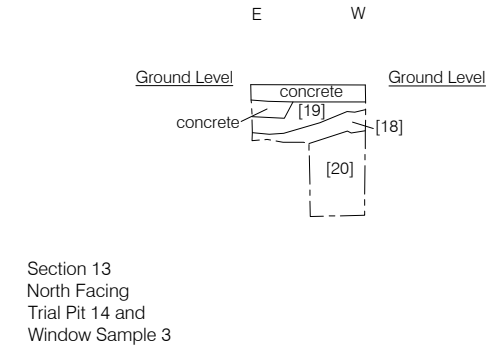 E W
Ground Level Ground Level
concrete
[19]
concrete
[18]
[20]
Section 13
North Facing
Trial Pit 14 and
Window Sample 3